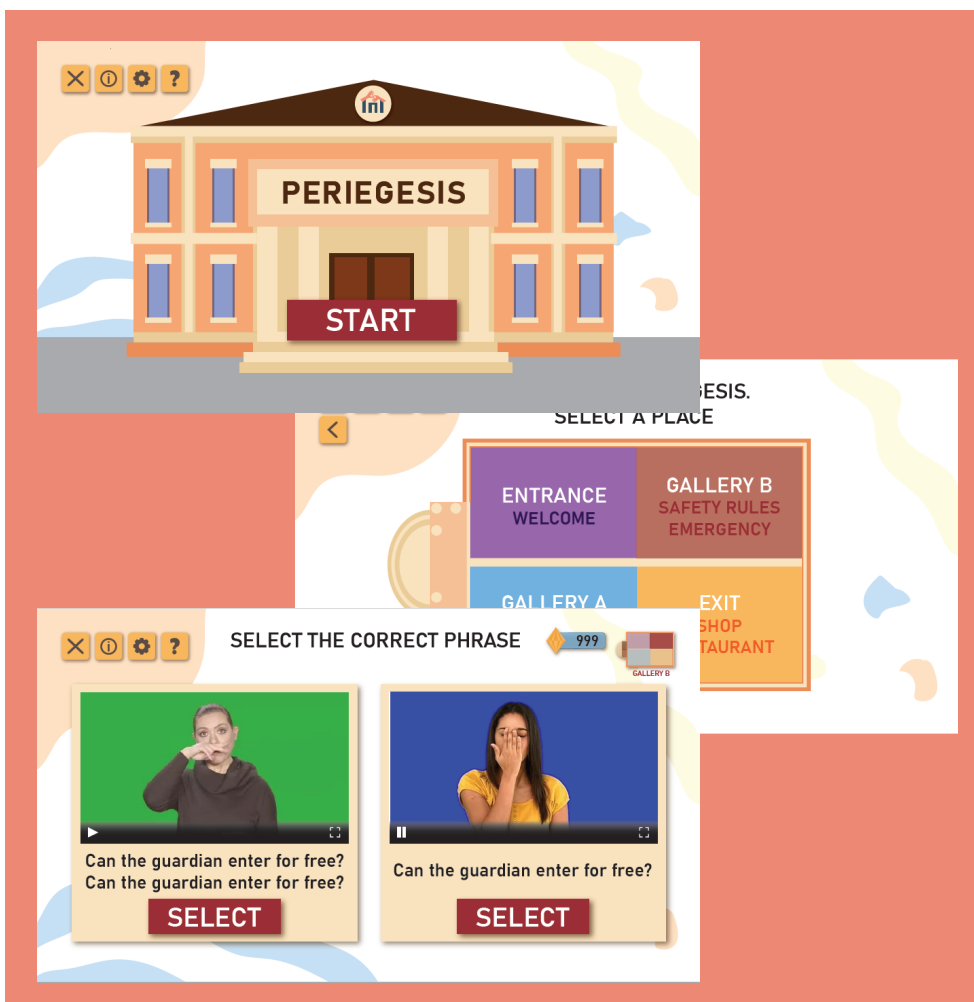 PERIEGESIS
START
SELECT A PLACE
ENTRANCE
WELCOME
GALLERY B
SAFETY RULES
EMERGENCY
GALLERY A
EXIT
SHOP
SELECT THE CORRECT PHRASE
999
GALLERY B
Can the guardian enter for free?
Can the guardian enter for free?
SELECT
Can the guardian enter for free?
SELECT